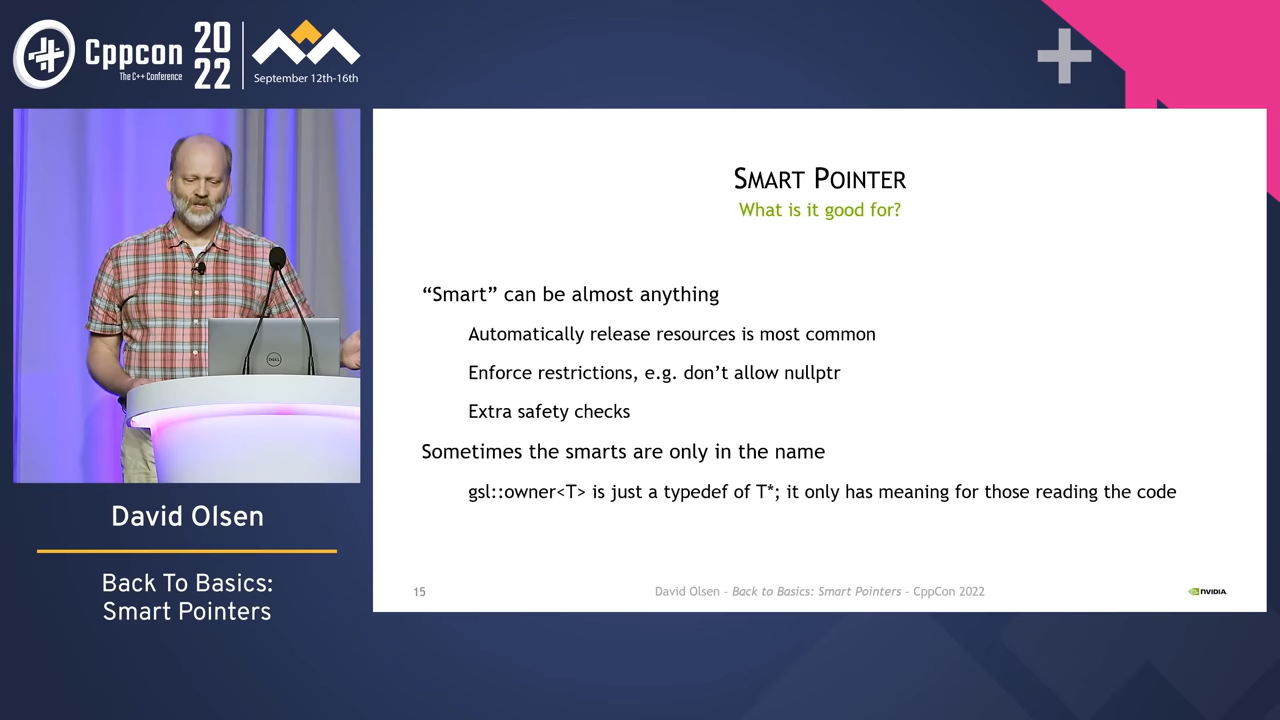 Cppcon
The C++ Conference
20
22
September 12th-16th
SMART POINTER
What is it good for?
“Smart” can be almost anything
Automatically release resources is most common
Enforce restrictions, e.g. don’t allow nullptr
Extra safety checks
Sometimes the smarts are only in the name
gsl::owner<T> is just a typedef of T*; it only has meaning for those reading the code
15
David Olsen – Back to Basics: Smart Pointers – CppCon 2022
NVIDIA.
DELL
David Olsen
Back To Basics:
Smart Pointers